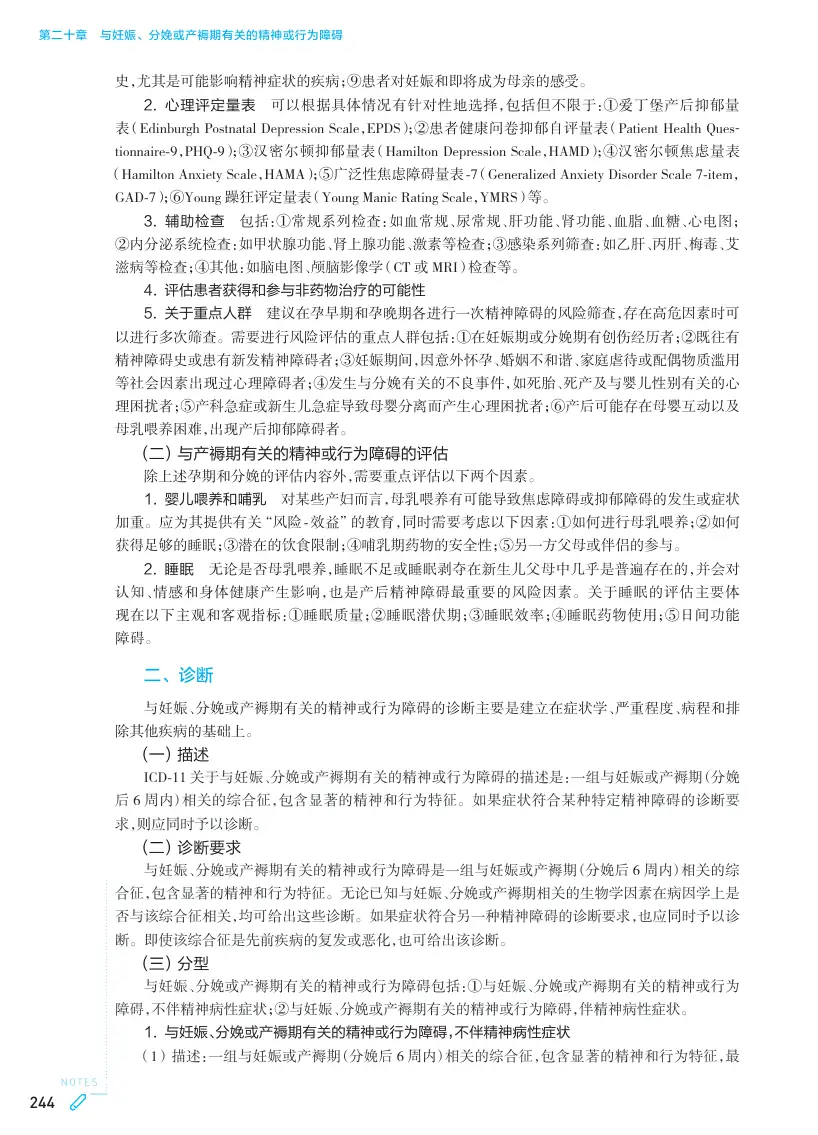 第二十章 与妊娠、分娩或产褥期有关的精神或行为障碍
史,尤其是可能影响精神症状的疾病;⑨患者对妊娠和即将成为母亲的感受。
2. 心理评定量表 可以根据具体情况有针对性地选择,包括但不限于:①爱丁堡产后抑郁量
表(Edinburgh Postnatal Depression Scale,EPDS);②患者健康问卷抑郁自评量表(Patient Health Ques-
tionnaire-9,PHQ-9);③汉密尔顿抑郁量表(Hamilton Depression Scale,HAMD);④汉密尔顿焦虑量表
(Hamilton Anxiety Scale,HAMA);⑤广泛性焦虑障碍量表-7(Generalized Anxiety Disorder Scale 7-item,
GAD-7);⑥Young 躁狂评定量表(Young Manic Rating Scale,YMRS)等。
3. 辅助检查 包括:①常规系列检查:如血常规、尿常规、肝功能、肾功能、血脂、血糖、心电图;
②内分泌系统检查:如甲状腺功能、肾上腺功能、激素等检查;③感染系列筛查:如乙肝、丙肝、梅毒、艾
滋病等检查;④其他:如脑电图、颅脑影像学(CT 或 MRI)检查等。
4. 评估患者获得和参与非药物治疗的可能性
5. 关于重点人群 建议在孕早期和孕晚期各进行一次精神障碍的风险筛查,存在高危因素时可
以进行多次筛查。需要进行风险评估的重点人群包括:①在妊娠期或分娩期有创伤经历者;②既往有
精神障碍史或患有新发精神障碍者;③妊娠期间,因意外怀孕、婚姻不和谐、家庭虐待或配偶物质滥用
等社会因素出现过心理障碍者;④发生与分娩有关的不良事件,如死胎、死产及与婴儿性别有关的心
理困扰者;⑤产科急症或新生儿急症导致母婴分离而产生心理困扰者;⑥产后可能存在母婴互动以及
母乳喂养困难,出现产后抑郁障碍者。
(二)与产褥期有关的精神或行为障碍的评估
除上述孕期和分娩的评估内容外,需要重点评估以下两个因素。
1. 婴儿喂养和哺乳 对某些产妇而言,母乳喂养有可能导致焦虑障碍或抑郁障碍的发生或症状
加重。应为其提供有关“风险-效益”的教育,同时需要考虑以下因素:①如何进行母乳喂养;②如何
获得足够的睡眠;③潜在的饮食限制;④哺乳期药物的安全性;⑤另一方父母或伴侣的参与。
2. 睡眠 无论是否母乳喂养,睡眠不足或睡眠剥夺在新生儿父母中几乎是普遍存在的,并会对
认知、情感和身体健康产生影响,也是产后精神障碍最重要的风险因素。关于睡眠的评估主要体
现在以下主观和客观指标:①睡眠质量;②睡眠潜伏期;③睡眠效率;④睡眠药物使用;⑤日间功能
障碍。
二、诊断
与妊娠、分娩或产褥期有关的精神或行为障碍的诊断主要是建立在症状学、严重程度、病程和排
除其他疾病的基础上。
(一)描述
ICD-11 关于与妊娠、分娩或产褥期有关的精神或行为障碍的描述是:一组与妊娠或产褥期(分娩
后 6 周内)相关的综合征,包含显著的精神和行为特征。如果症状符合某种特定精神障碍的诊断要
求,则应同时予以诊断。
(二)诊断要求
与妊娠、分娩或产褥期有关的精神或行为障碍是一组与妊娠或产褥期(分娩后 6 周内)相关的综
合征,包含显著的精神和行为特征。无论已知与妊娠、分娩或产褥期相关的生物学因素在病因学上是
否与该综合征相关,均可给出这些诊断。如果症状符合另一种精神障碍的诊断要求,也应同时予以诊
断。即使该综合征是先前疾病的复发或恶化,也可给出该诊断。
(三)分型
与妊娠、分娩或产褥期有关的精神或行为障碍包括:①与妊娠、分娩或产褥期有关的精神或行为
障碍,不伴精神病性症状;②与妊娠、分娩或产褥期有关的精神或行为障碍,伴精神病性症状。
1. 与妊娠、分娩或产褥期有关的精神或行为障碍,不伴精神病性症状
(1)描述:一组与妊娠或产褥期(分娩后 6 周内)相关的综合征,包含显著的精神和行为特征,最
NOTES
244